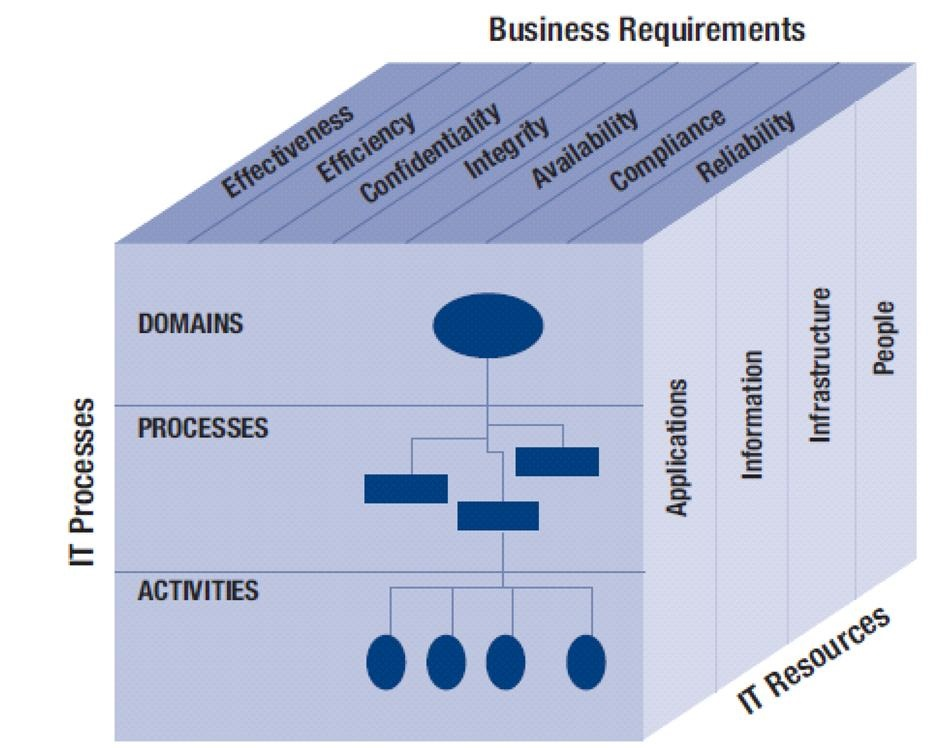 Business Requirements
Effectiveness
Efficiency
Confidentiality
Integrity
Availability
Compliance
Reliability
IT Processes
DOMAINS
PROCESSES
ACTIVITIES
Applications
Information
Infrastructure
People
IT Resources